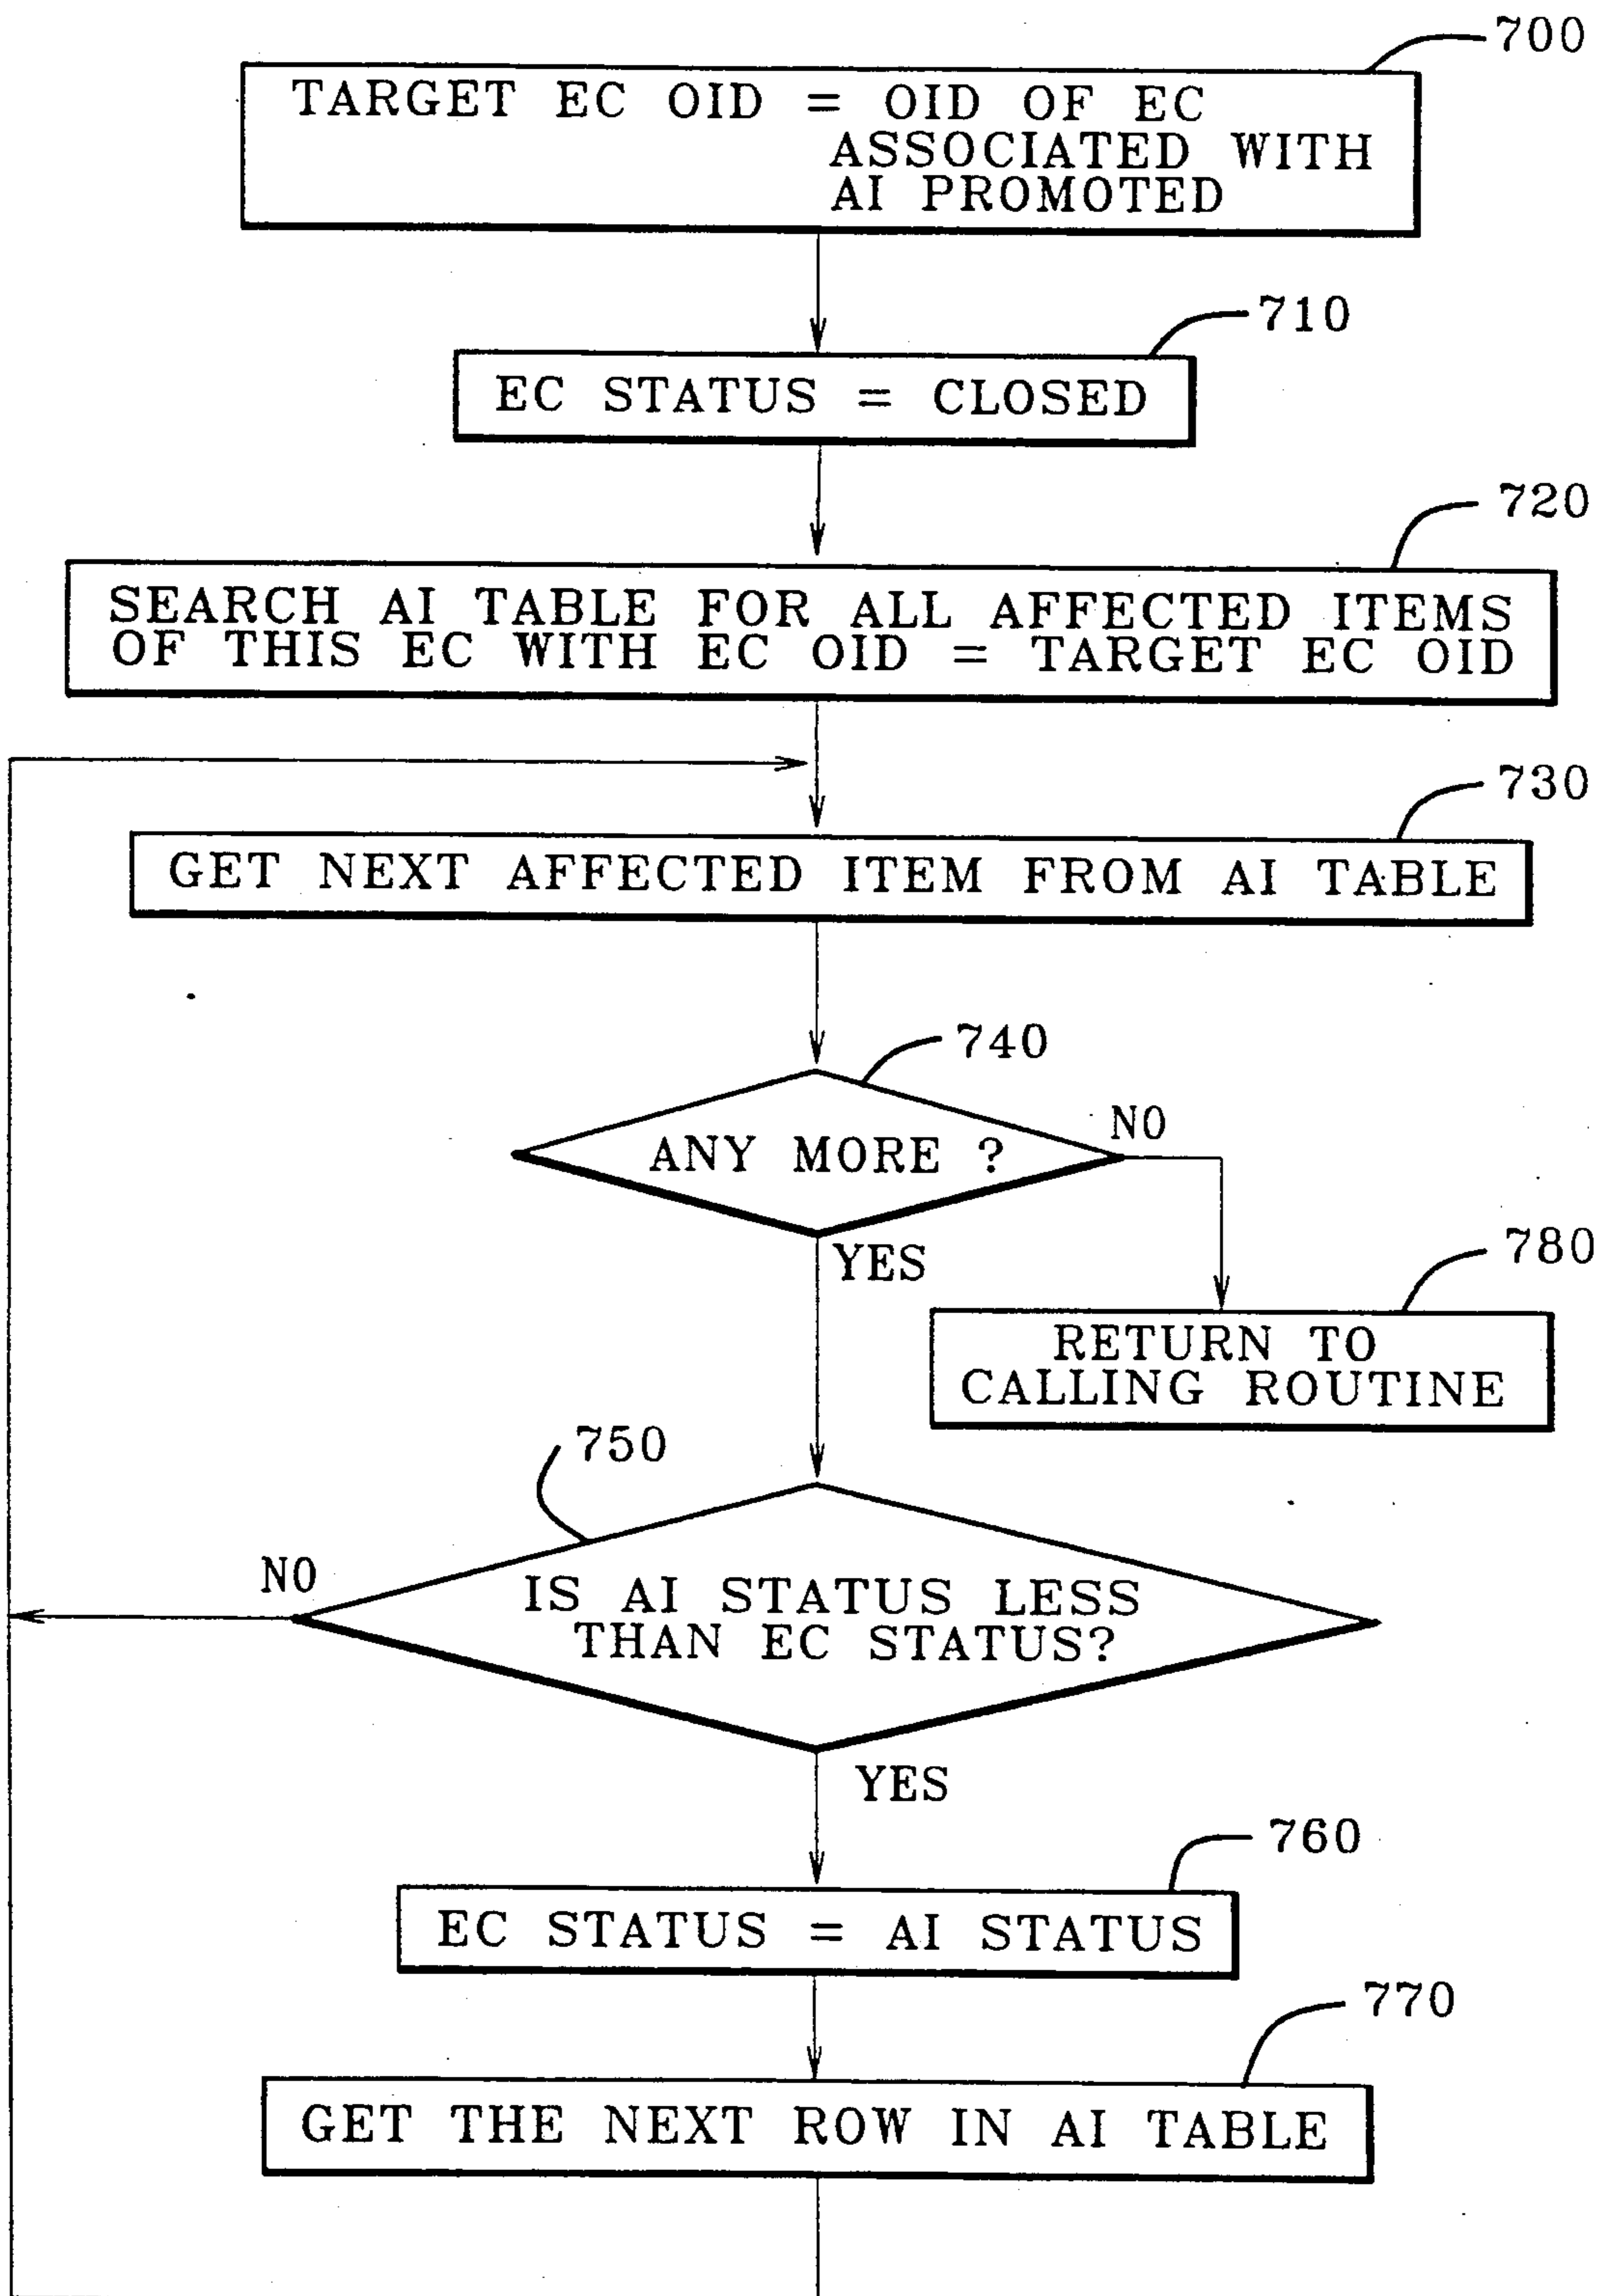 700
TARGET EC OID = OID OF EC
ASSOCIATED WITH
AI PROMOTED
710
EC STATUS = CLOSED
720
SEARCH AI TABLE FOR ALL AFFECTED ITEMS
OF THIS EC WITH EC OID = TARGET EC OID
730
GET NEXT AFFECTED ITEM FROM AI TABLE
740
ANY MORE ?
NO
YES
780
RETURN TO
CALLING ROUTINE
750
NO
IS AI STATUS LESS
THAN EC STATUS?
YES
760
EC STATUS = AI STATUS
770
GET THE NEXT ROW IN AI TABLE